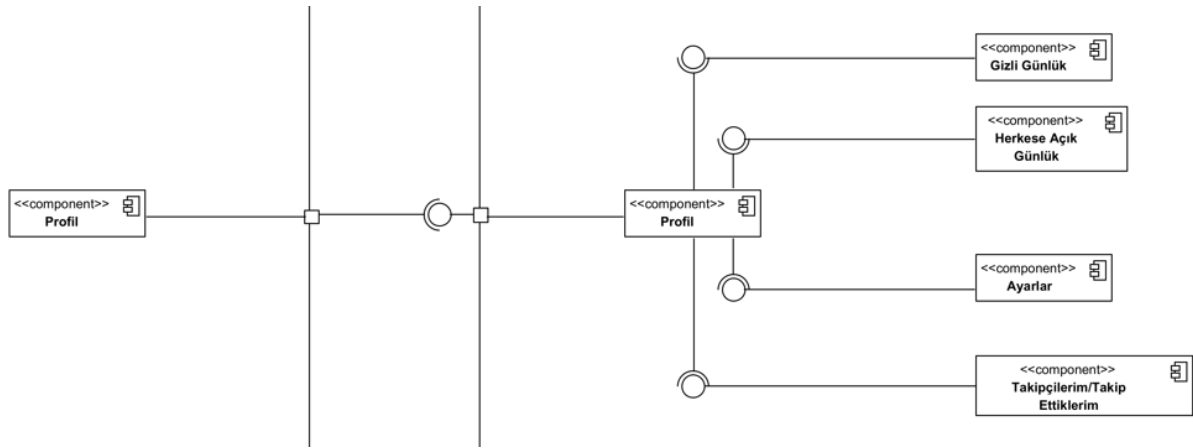 <<component>>
Profil
<<component>>
Profil
<<component>>
Gizli Günlük
<<component>>
Herkese Açık
Günlük
<<component>>
Ayarlar
<<component>>
Takipçilerim/Takip
Ettiklerim